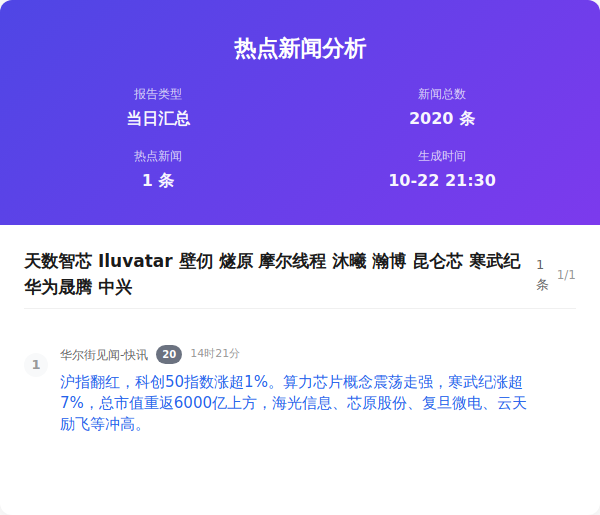 热点新闻分析
报告类型
新闻总数
当日汇总
2020 条
热点新闻
生成时间
1 条
10-22 21:30
天数智芯 Iluvatar 壁仞 燧原 摩尔线程 沐曦 瀚博 昆仑芯 寒武纪
华为晟腾 中兴
1
条
1/1
1
华尔街见闻-快讯 20 14时21分
沪指翻红，科创50指数涨超1%。算力芯片概念震荡走强，寒武纪涨超
7%，总市值重返6000亿上方，海光信息、芯原股份、复旦微电、云天
励飞等冲高。